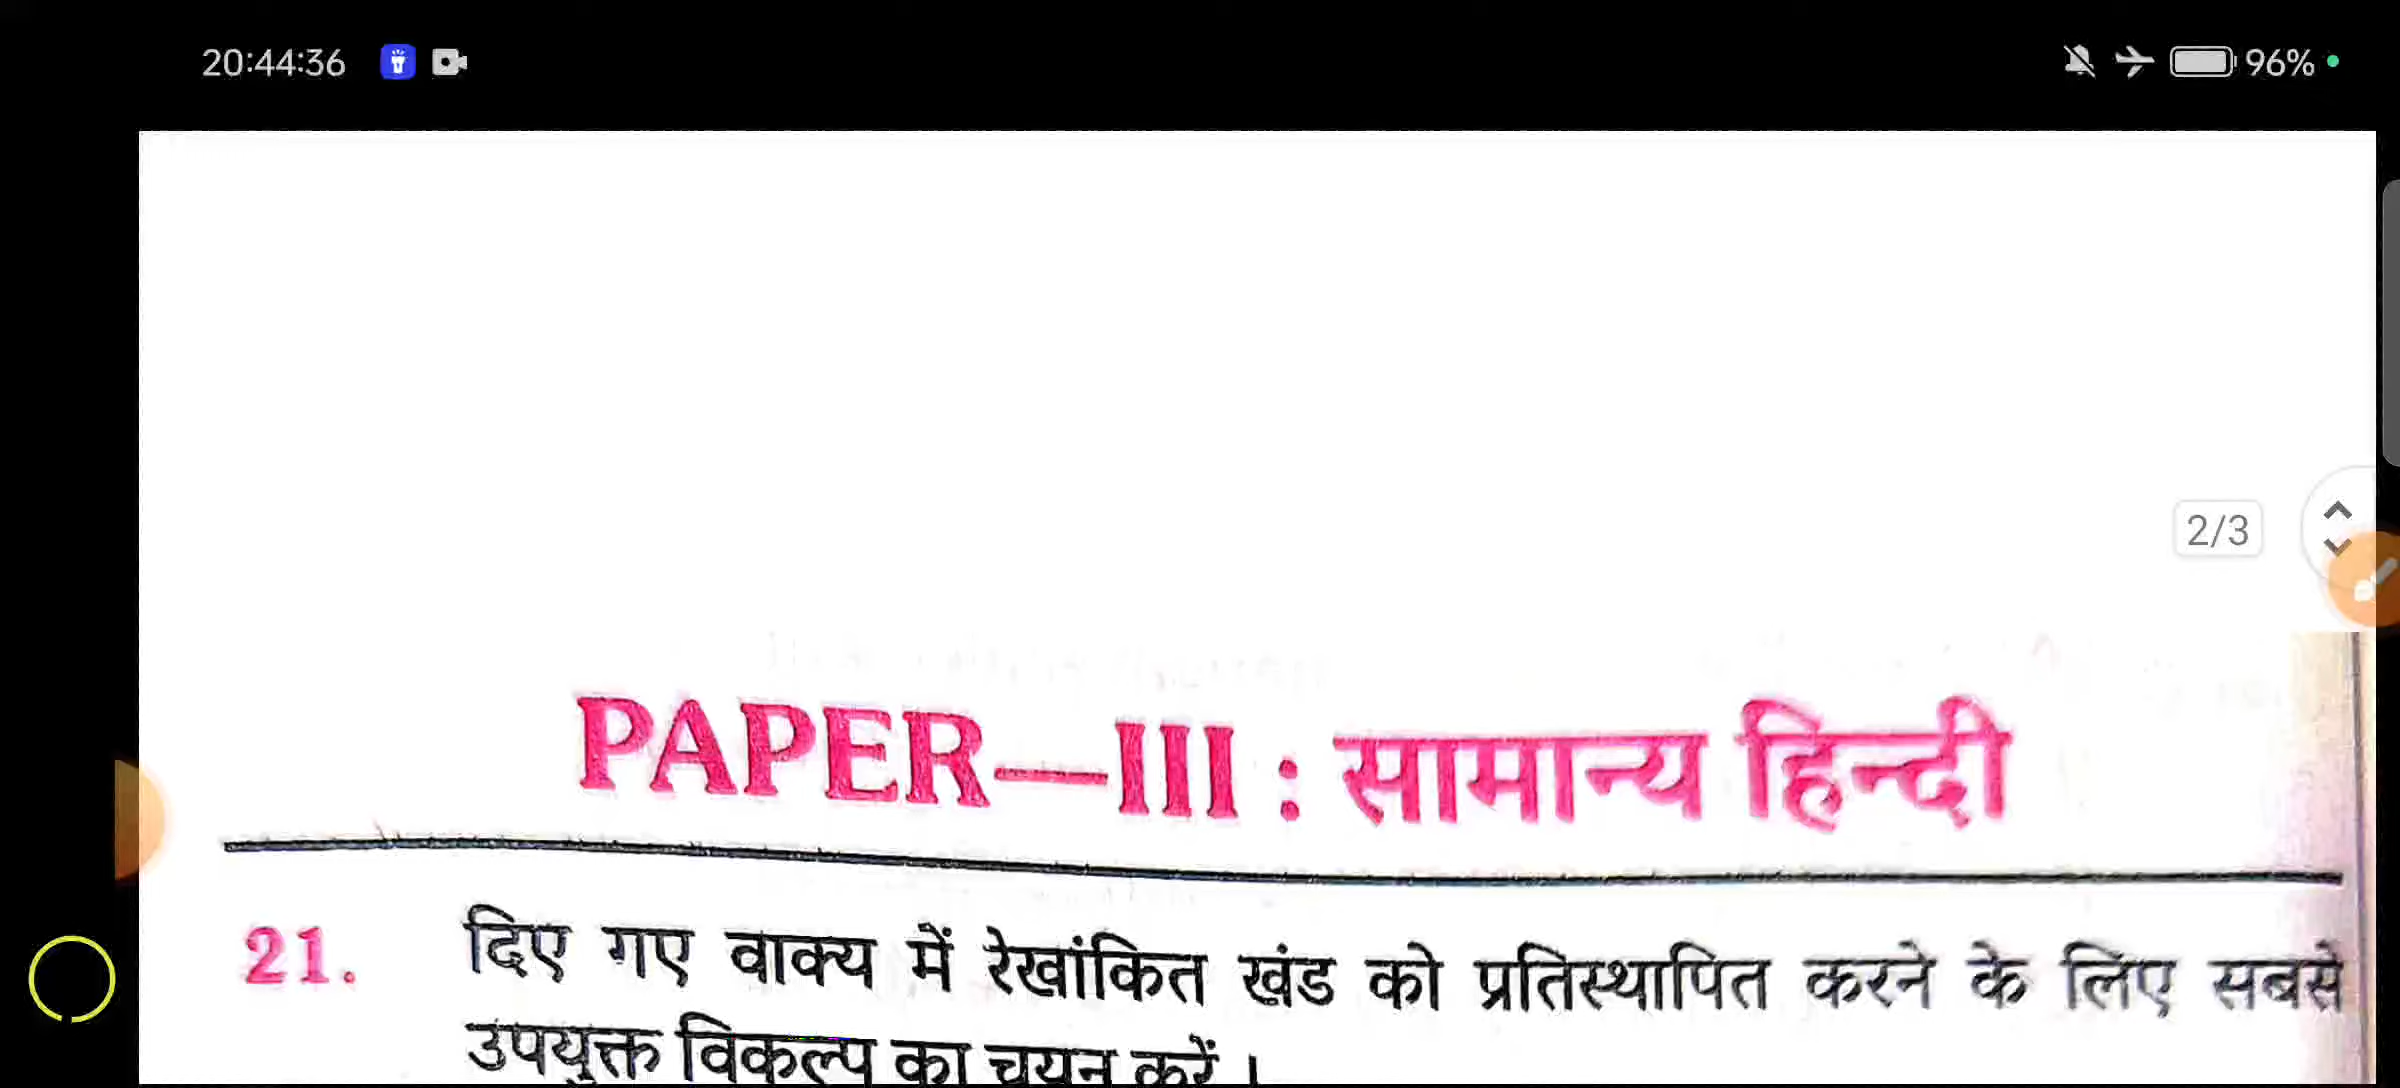 20:44:36
96%
2/3
PAPER—III : सामान्य हिन्दी
21. दिए गए वाक्य में रेखांकित खंड को प्रतिस्थापित करने के लिए सबसे
उपयुक्त विकल्प का चयन करें ।